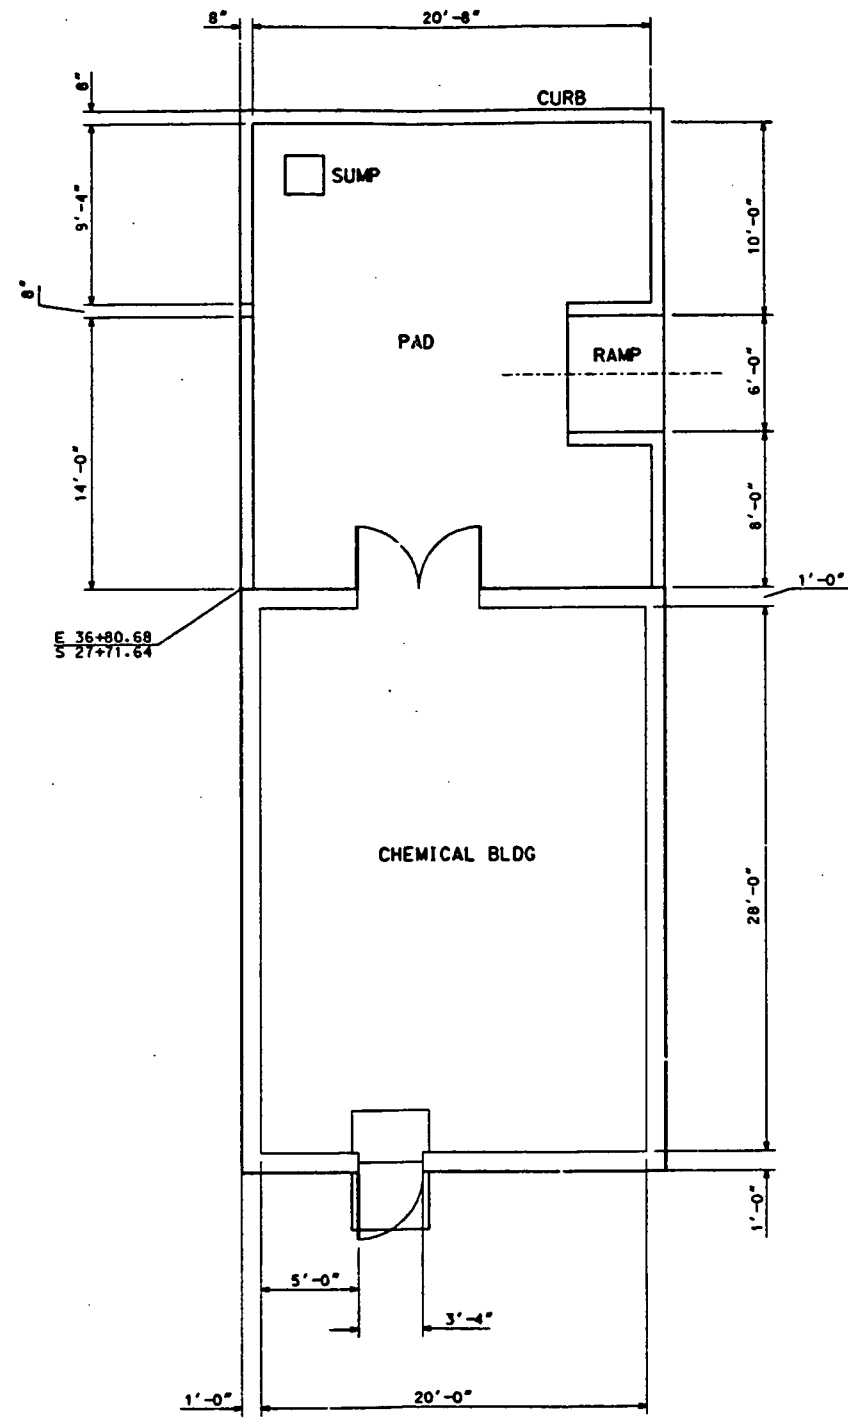 8" 20'-8"
8"
CURB
SUMP
9'-4"
10'-0"
8"
PAD
RAMP
6'-0"
14'-0"
8'-0"
1'-0"
E 36+80.68
S 27+71.64
CHEMICAL BLDG
28'-0"
1'-0"
5'-0"
3'-4"
1'-0" 20'-0"